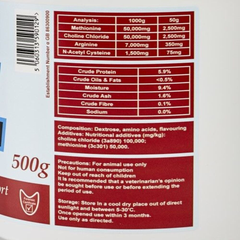 Analysis: 1000g 50g
Methionine 50,000mg 2,500mg
Choline Chloride 50,000mg 2,500mg
Arginine 7,000mg 350mg
N-Acetyl Cysteine 1,500mg 75mg
Crude Protein 5.9%
Crude Oils & Fats <0.5%
Moisture 9.4%
Crude Ash 1.6%
Crude Fibre 0.1%
Sodium 0.0%
Composition: Dextrose, amino acids, flavouring
Additives: Nutritional additives (mg/kg):
choline chloride (3a890) 100,000;
methionine (3c301) 50,000.
Precautions: For animal use only
Not for human consumption
Keep out of reach of children
It is recommended that a veterinarian's opinion
be sought before use or before extending the
period of use.
Storage: Store in a cool dry place out of direct
sunlight and between 5-30°C.
Once opened use within 3 months.
Use only as directed.
500g
ort